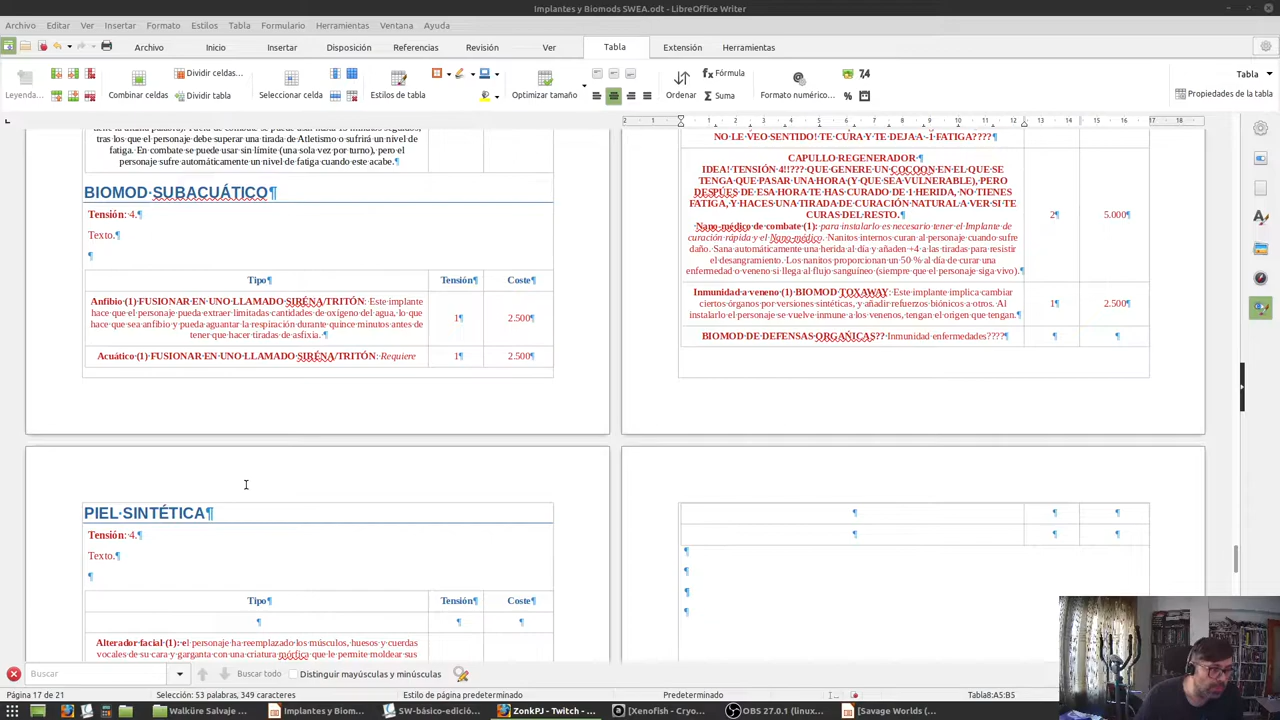 Implantes y Biomods SWEA.odt - LibreOffice Writer
Archivo Editar Ver Insertar Formato Estilos Tabla Formulario Herramientas Ventana Ayuda
Archivo Inicio Insertar Disposición Referencias Revisión Ver Tabla Extensión Herramientas
Leyenda... Combinar celdas Dividir celdas... Dividir tabla Seleccionar celda Estilos de tabla Optimizar tamaño Ordenar Fórmula Suma Formato numérico... Tabla Propiedades de la tabla
tras los que el personaje debe superar una tirada de Atletismo o sufrirá un nivel de
fatiga. En combate se puede usar sin límite (una sola vez por turno), pero el
personaje sufre automáticamente un nivel de fatiga cuando este acabe.¶
BIOMOD·SUBACUÁTICO¶
Tensión: 4.¶
Texto.¶
¶
Tipo¶ Tensión¶ Coste¶
Anfibio·(1)·FUSIONAR·EN·UNO·LLAMADO·SIRÉNA/TRITÓN: Este implante
hace que el personaje pueda extraer limitadas cantidades de oxígeno del agua, lo que
hace que sea anfibio y pueda aguantar la respiración durante quince minutos antes de
tener que hacer tiradas de asfixia.·¶
1¶ 2.500¶
Acuático·(1)·FUSIONAR·EN·UNO·LLAMADO·SIRÉNA/TRITÓN: Requiere
1¶ 2.500¶
NO·LE·VEO·SENTIDO!·TE·CURA·Y·TE·DEJA·A·-1·FATIGA????¶
CAPULLO·REGENERADOR·¶
IDEA!·TENSIÓN·4!!???·QUE·GENERE·UN·COCOON·EN·EL·QUE·SE
TENGA·QUE·PASAR·UNA·HORA·(Y·QUE·SEA·VULNERABLE),·PERO
DESPÚES·DE·ESA·HORA·TE·HAS·CURADO·DE·1·HERIDA,·NO·TIENES
FATIGA,·Y·HACES·UNA·TIRADA·DE·CURACIÓN·NATURAL·A·VER·SI·TE
CURAS·DEL·RESTO.¶
Nano-médico·de·combate·(1): para·instalarlo·es·necesario·tener·el·Implante·de
curación·rápida·y·el·Nano-médico. Nanitos internos curan al personaje cuando sufre
daño. Sana automáticamente una herida al día y añaden +4 a las tiradas para resistir
el desangramiento. Los nanitos proporcionan un 50 % al día de curar una
enfermedad o veneno si llega al flujo sanguíneo (siempre que el personaje siga vivo).¶
2¶ 5.000¶
Inmunidad·a·veneno·(1)·BIOMOD·TOXAWAY: Este implante implica cambiar
ciertos órganos por versiones sintéticas, y añadir refuerzos biónicos a otros. Al
instalarlo el personaje se vuelve inmune a los venenos, tengan el origen que tengan.¶
1¶ 2.500¶
BIOMOD·DE·DEFENSAS·ORGAŃICAS?? Inmunidad·enfermedades????¶
¶ ¶
PIEL·SINTÉTICA¶
Tensión: 4.¶
Texto.¶
¶
Tipo¶ Tensión¶ Coste¶
¶ ¶ ¶
Alterador·facial·(1): el personaje ha reemplazado los músculos, huesos y cuerdas
vocales de su cara y garganta con una criatura mórfica que le permite moldear sus
¶ ¶ ¶
¶ ¶ ¶
¶
¶
¶
¶
Buscar Buscar todo Distinguir mayúsculas y minúsculas
Página 17 de 21 Selección: 53 palabras, 349 caracteres Estilo de página predeterminado Predeterminado Tabla8:A5:B5
Walküre Salvaje Implantes y Biom... SW-básico-edició... ZonkPJ - Twitch - ... [Xenofish - Cryo... OBS 27.0.1 (linux... [Savage Worlds (...